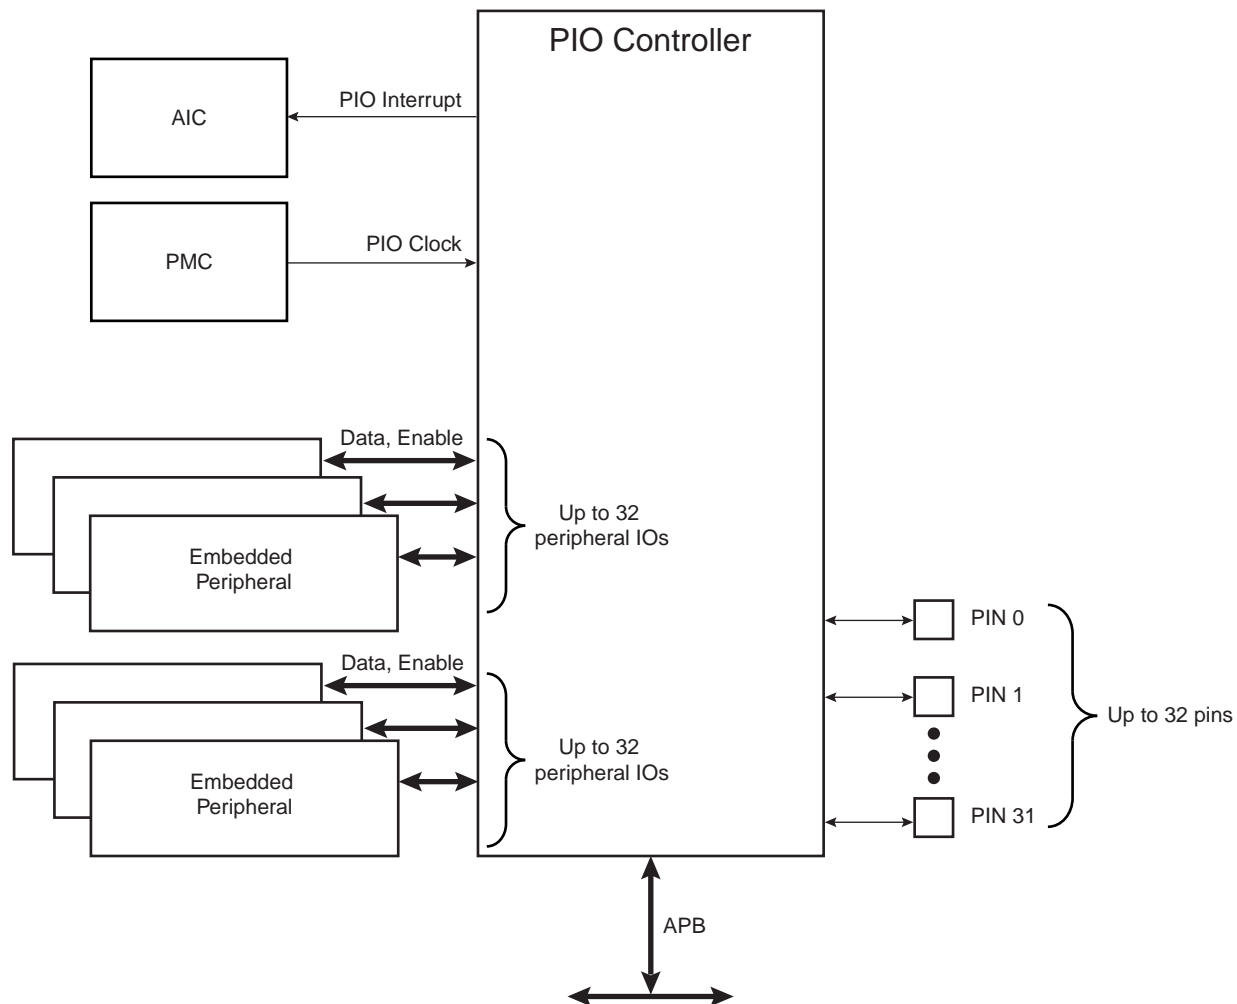 PIO Controller
AIC
PIO Interrupt
PMC
PIO Clock
Data, Enable
Embedded
Peripheral
Up to 32
peripheral IOs
Data, Enable
Embedded
Peripheral
Up to 32
peripheral IOs
PIN 0
PIN 1
PIN 31
Up to 32 pins
APB